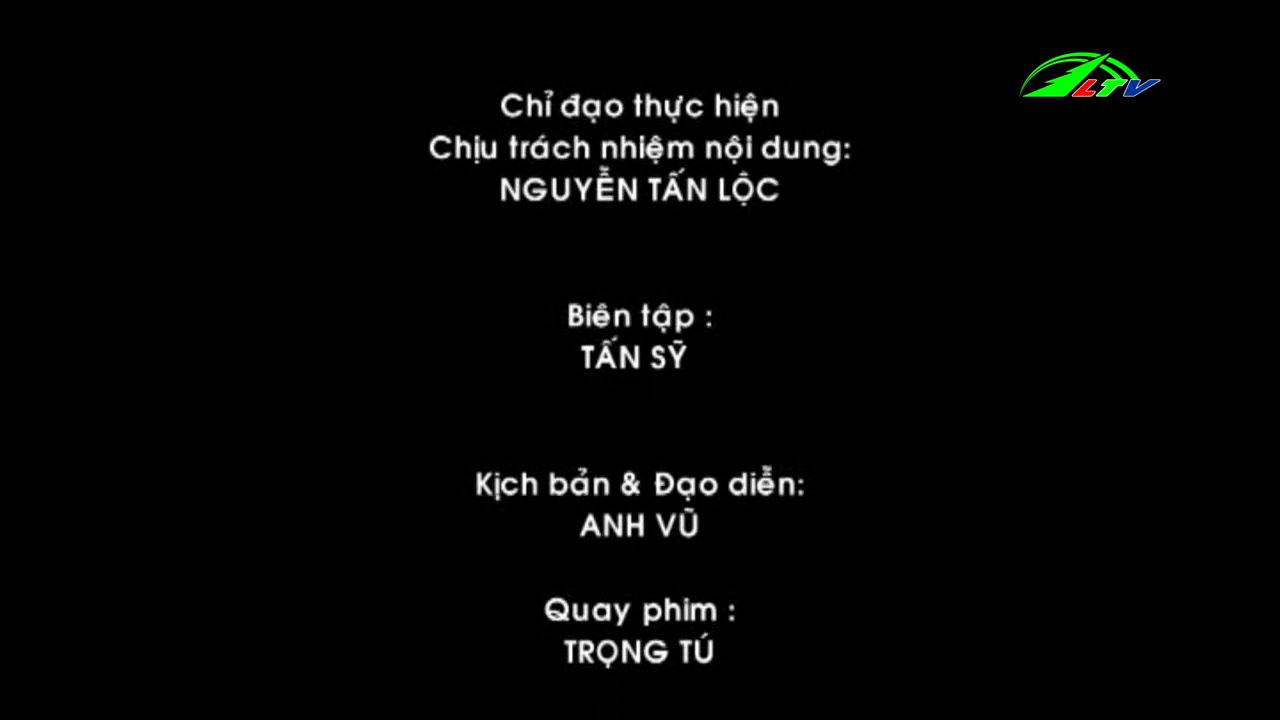 LTV
Chỉ đạo thực hiện
Chịu trách nhiệm nội dung:
NGUYỄN TẤN LỘC
Biên tập :
TẤN SỸ
Kịch bản & Đạo diễn:
ANH VŨ
Quay phim :
TRỌNG TÚ